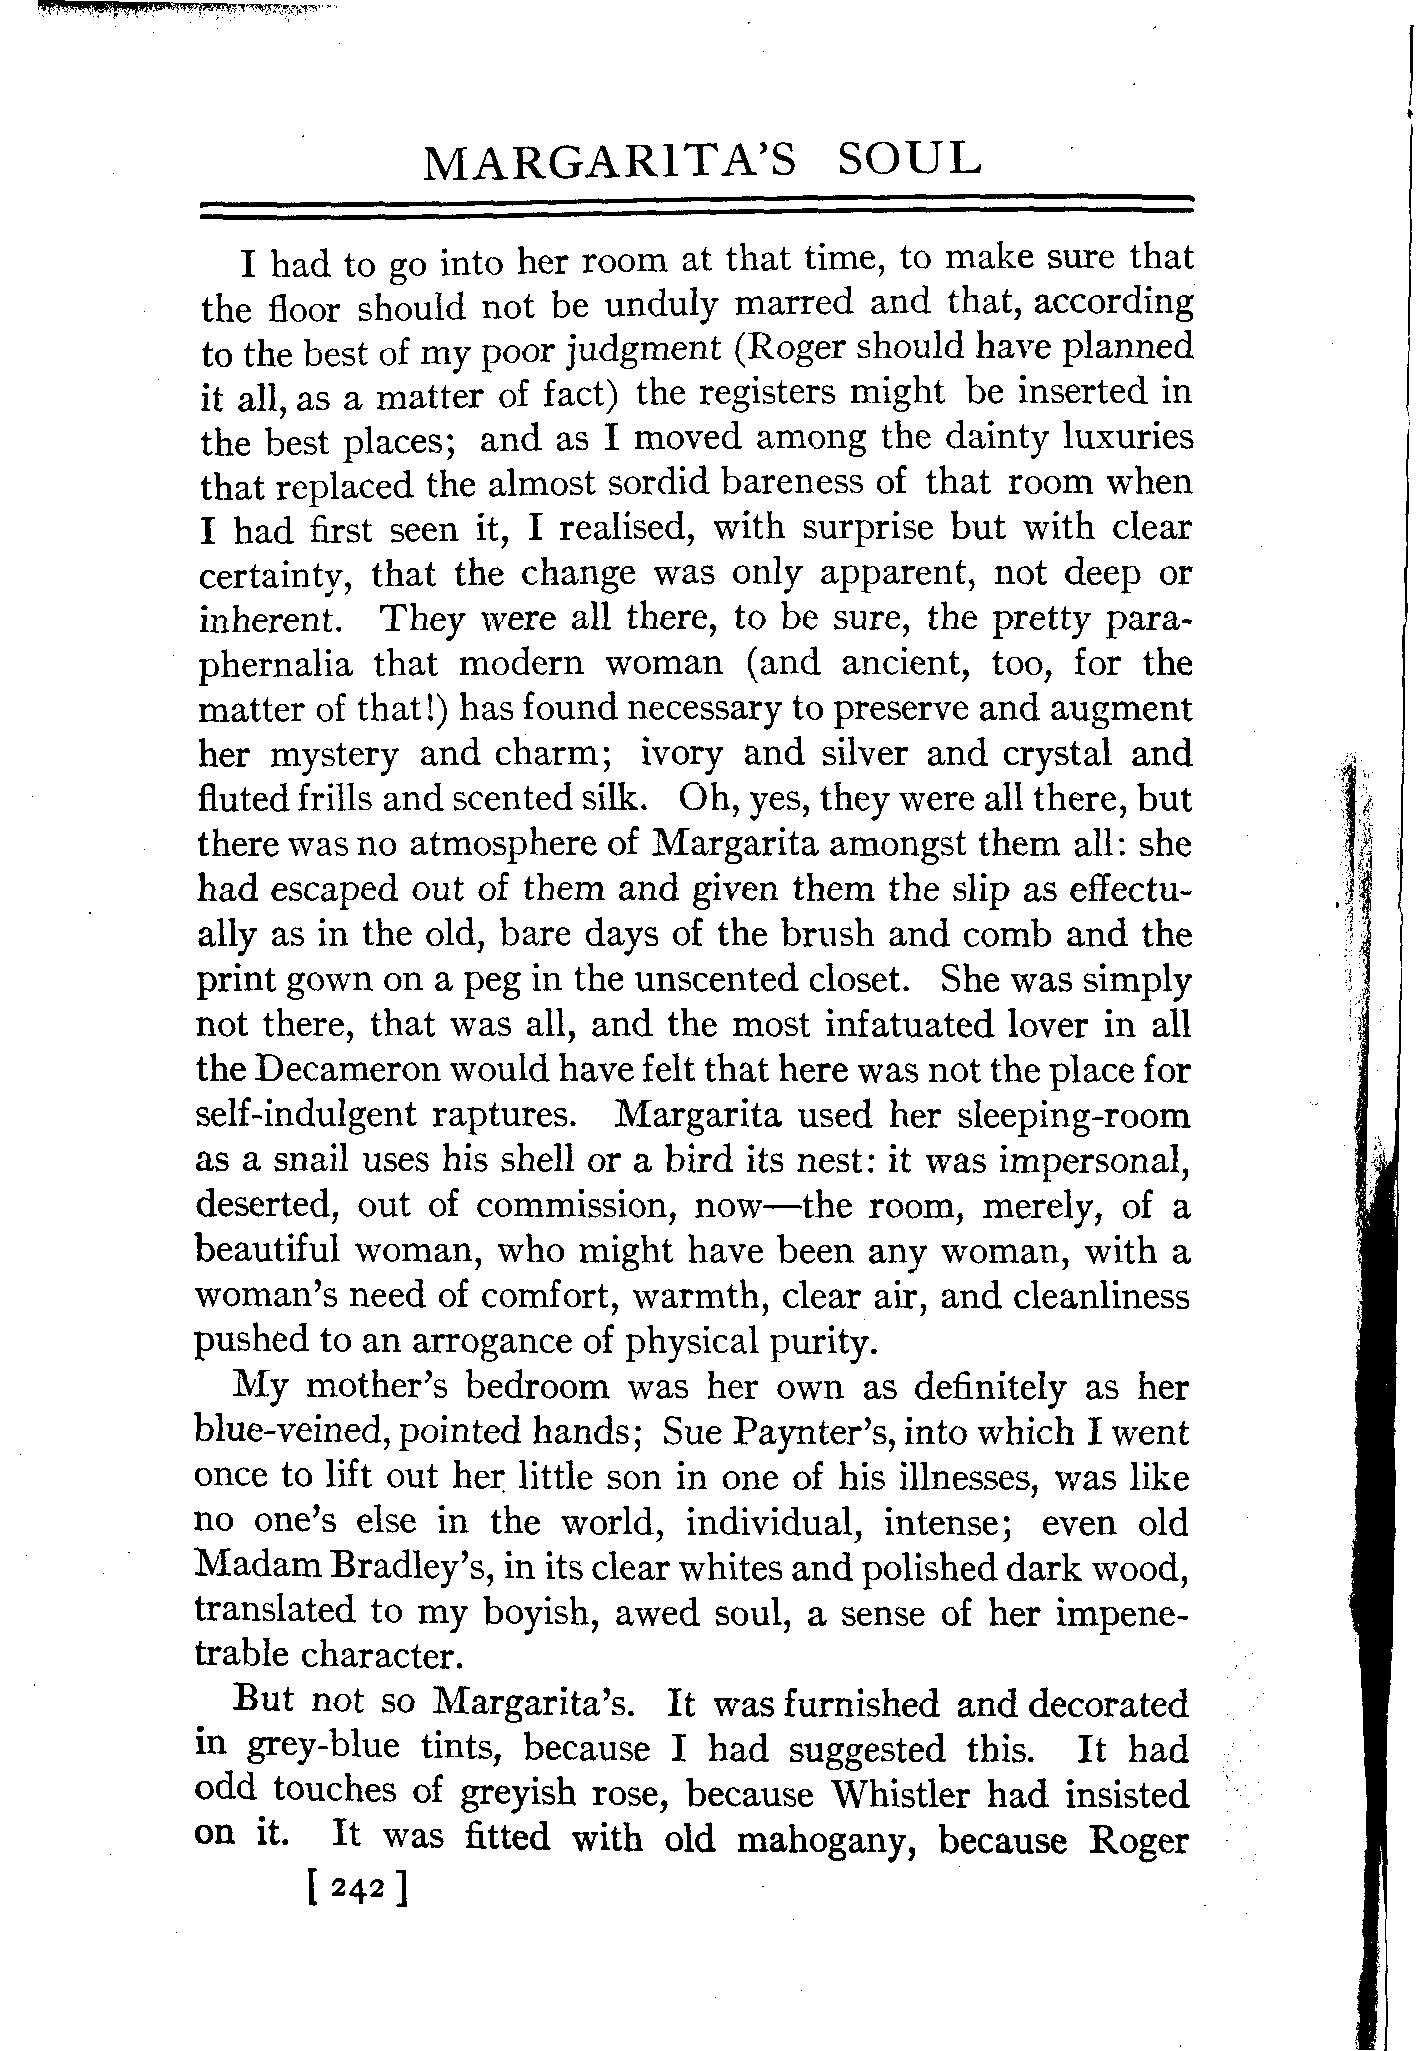 MARGARITA'S SOUL
I had to go into her room at that time, to make sure that
the floor should not be unduly marred and that, according
to the best of my poor judgment (Roger should have planned
it all, as a matter of fact) the registers might be inserted in
the best places; and as I moved among the dainty luxuries
that replaced the almost sordid bareness of that room when
I had first seen it, I realised, with surprise but with clear
certainty, that the change was only apparent, not deep or
inherent. They were all there, to be sure, the pretty para-
phernalia that modern woman (and ancient, too, for the
matter of that!) has found necessary to preserve and augment
her mystery and charm; ivory and silver and crystal and
fluted frills and scented silk. Oh, yes, they were all there, but
there was no atmosphere of Margarita amongst them all: she
had escaped out of them and given them the slip as effectu-
ally as in the old, bare days of the brush and comb and the
print gown on a peg in the unscented closet. She was simply
not there, that was all, and the most infatuated lover in all
the Decameron would have felt that here was not the place for
self-indulgent raptures. Margarita used her sleeping-room
as a snail uses his shell or a bird its nest: it was impersonal,
deserted, out of commission, now—the room, merely, of a
beautiful woman, who might have been any woman, with a
woman's need of comfort, warmth, clear air, and cleanliness
pushed to an arrogance of physical purity.
My mother's bedroom was her own as definitely as her
blue-veined, pointed hands; Sue Paynter's, into which I went
once to lift out her little son in one of his illnesses, was like
no one's else in the world, individual, intense; even old
Madam Bradley's, in its clear whites and polished dark wood,
translated to my boyish, awed soul, a sense of her impene-
trable character.
But not so Margarita's. It was furnished and decorated
in grey-blue tints, because I had suggested this. It had
odd touches of greyish rose, because Whistler had insisted
on it. It was fitted with old mahogany, because Roger
[ 242 ]